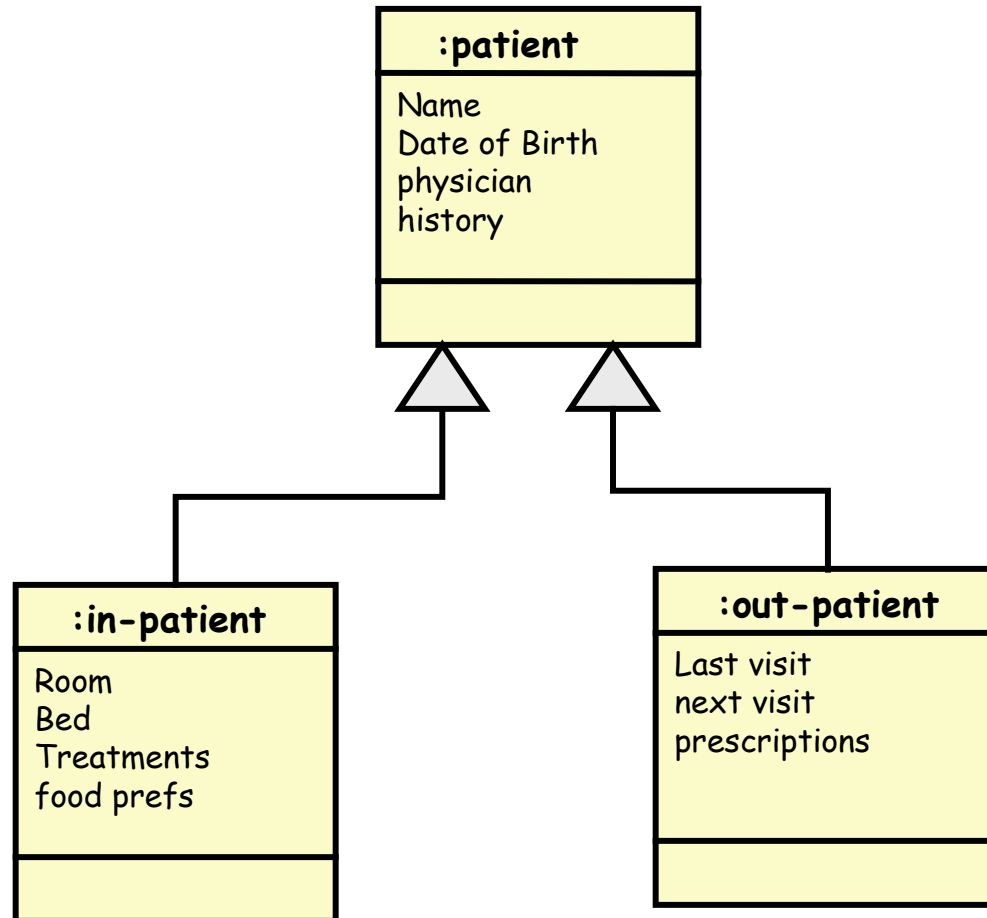 :patient
Name
Date of Birth
physician
history
:in-patient
Room
Bed
Treatments
food prefs
:out-patient
Last visit
next visit
prescriptions